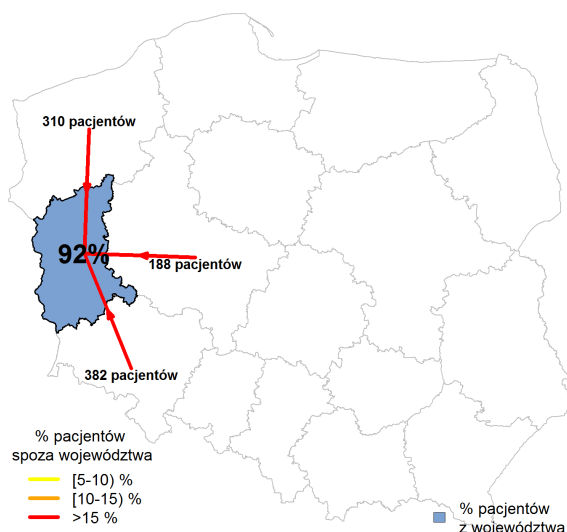 310 pacjentów
92%
188 pacjentów
382 pacjentów
% pacjentów
spoza województwa
[5-10) %
[10-15) %
>15 %
% pacjentów
z województwa